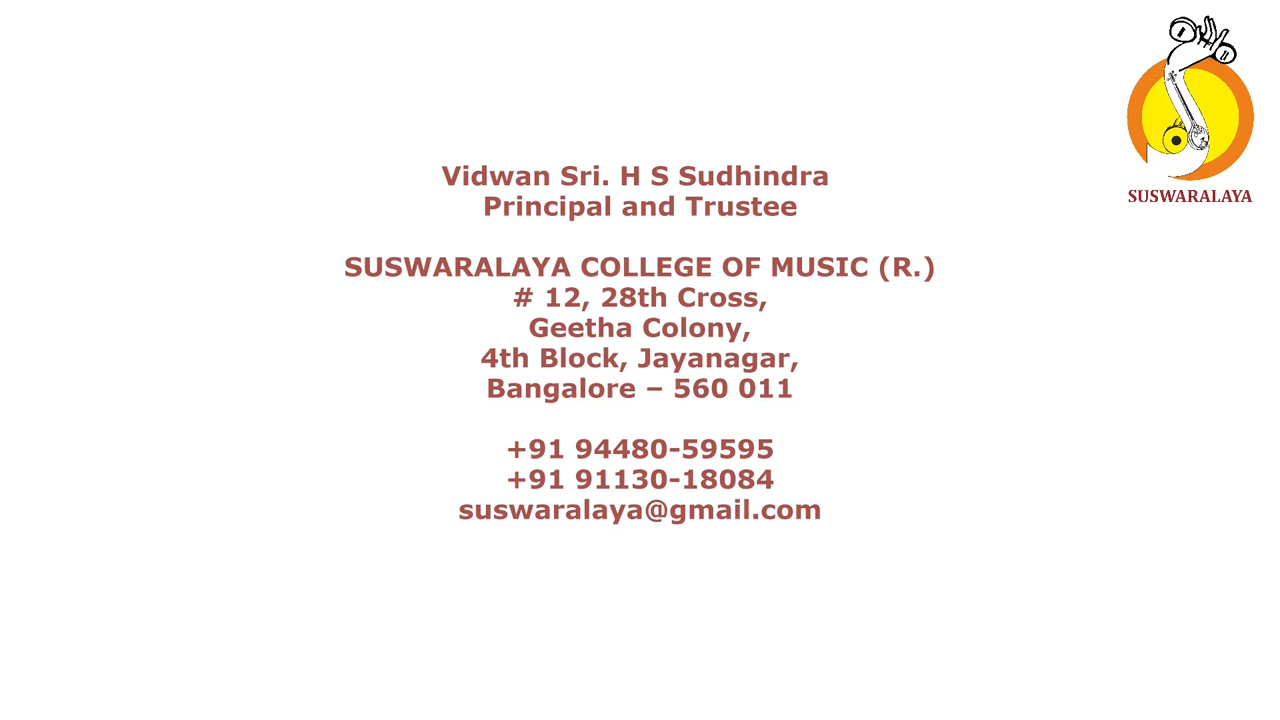 SUSWARALAYA
Vidwan Sri. H S Sudhindra
Principal and Trustee
SUSWARALAYA COLLEGE OF MUSIC (R.)
# 12, 28th Cross,
Geetha Colony,
4th Block, Jayanagar,
Bangalore – 560 011
+91 94480-59595
+91 91130-18084
suswaralaya@gmail.com